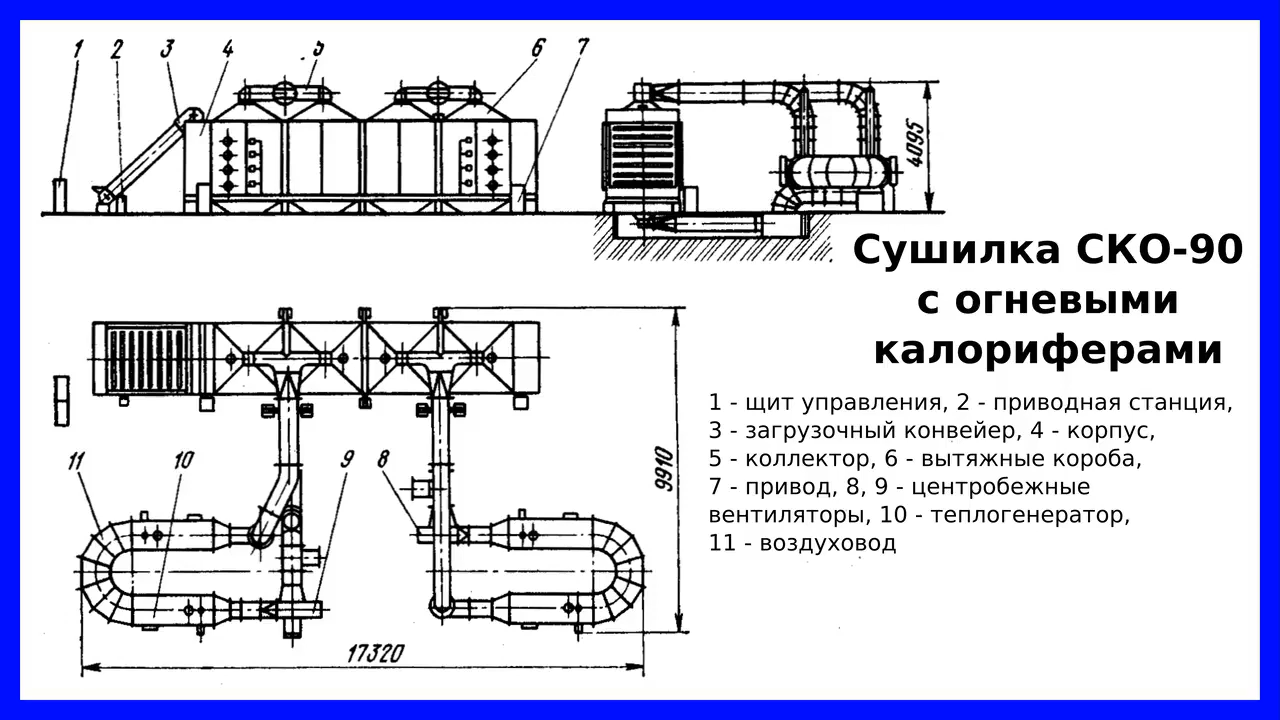 1 2 3 4 5 6 7
4095
Сушилка СКО-90
с огневыми
калориферами
1 - щит управления, 2 - приводная станция,
3 - загрузочный конвейер, 4 - корпус,
5 - коллектор, 6 - вытяжные короба,
7 - привод, 8, 9 - центробежные
вентиляторы, 10 - теплогенератор,
11 - воздуховод
11 10 9 8
9910
17320